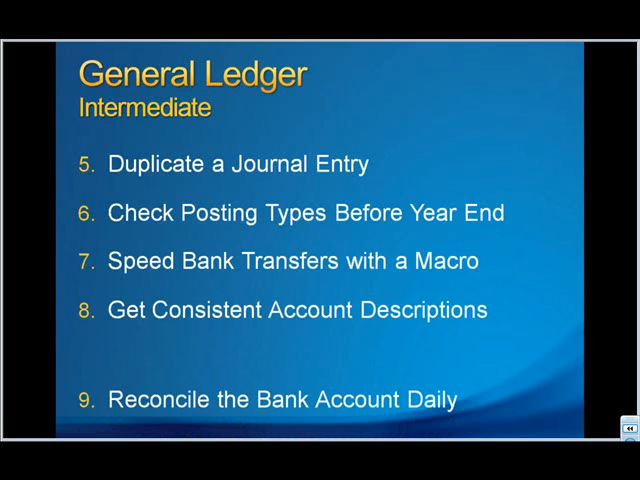 General Ledger
Intermediate
5. Duplicate a Journal Entry
6. Check Posting Types Before Year End
7. Speed Bank Transfers with a Macro
8. Get Consistent Account Descriptions
9. Reconcile the Bank Account Daily